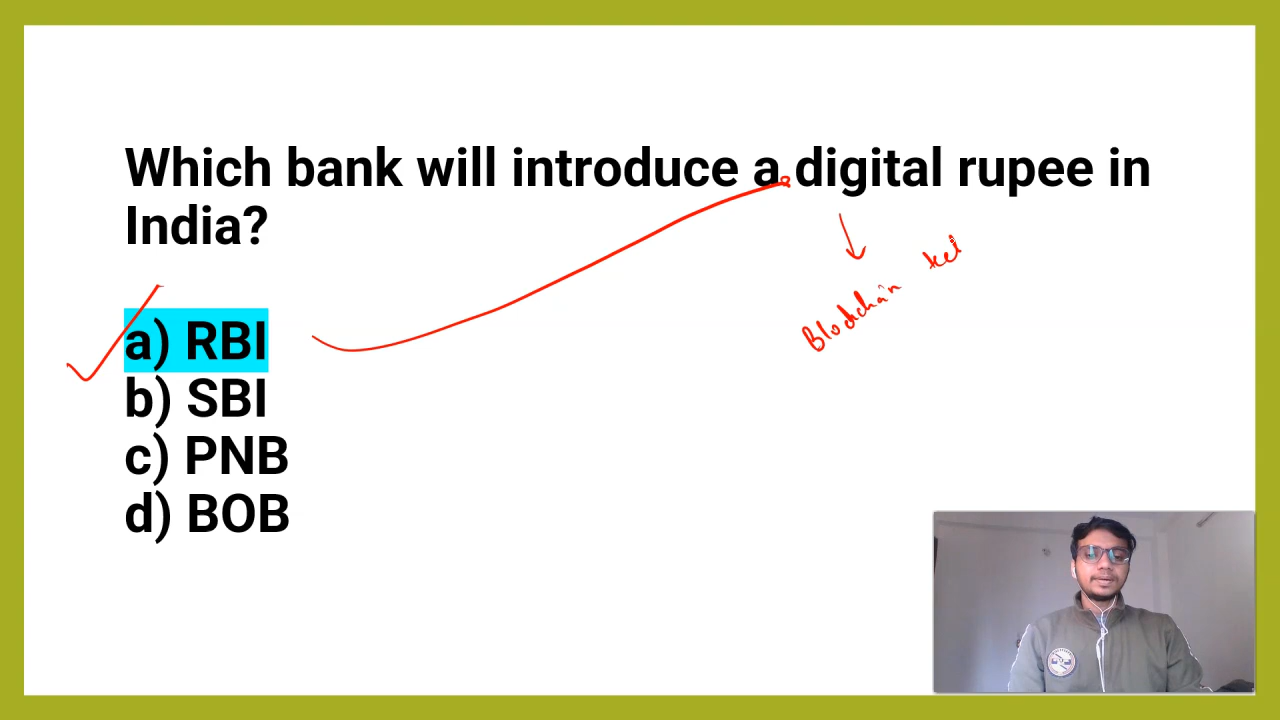 Which bank will introduce a digital rupee in
India?
a) RBI
b) SBI
c) PNB
d) BOB
Blockchain